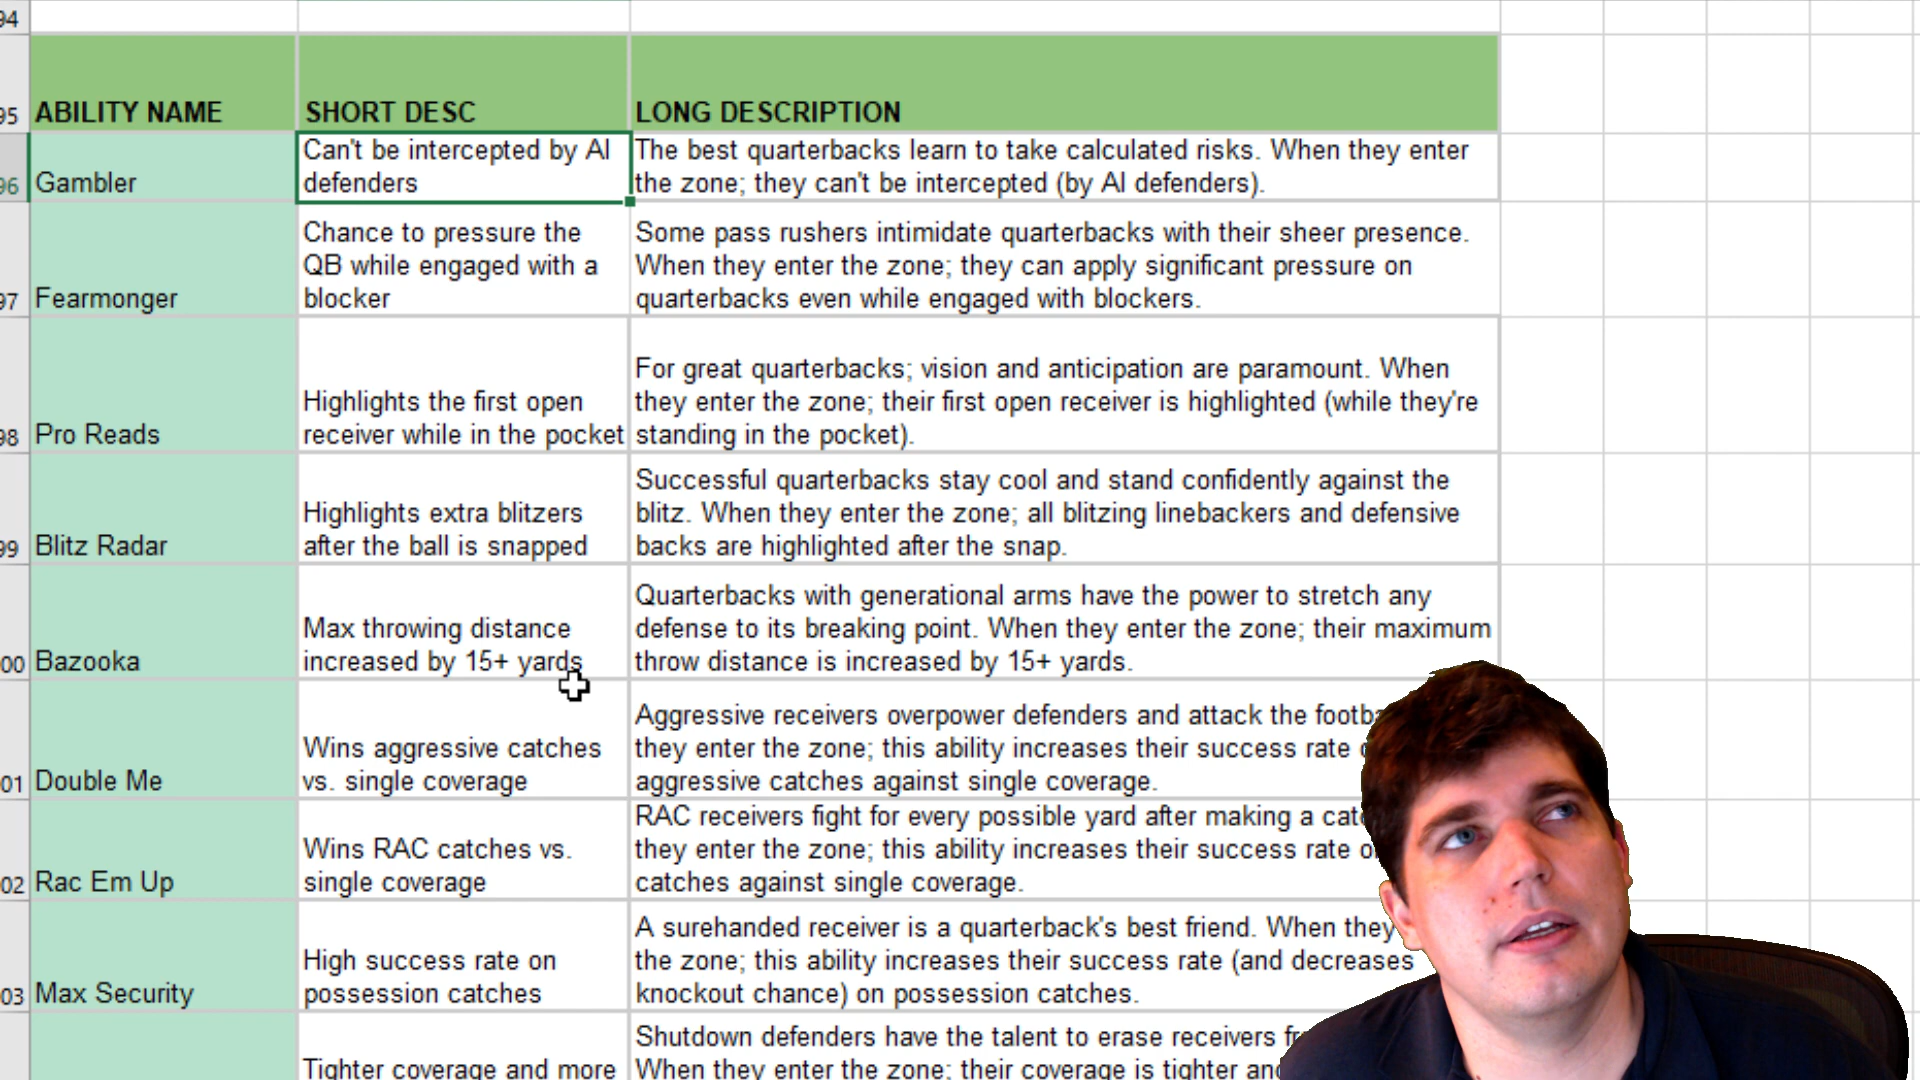 94
95
ABILITY NAME
SHORT DESC
LONG DESCRIPTION
96
Gambler
Can't be intercepted by AI
defenders
The best quarterbacks learn to take calculated risks. When they enter
the zone; they can't be intercepted (by AI defenders).
97
Fearmonger
Chance to pressure the
QB while engaged with a
blocker
Some pass rushers intimidate quarterbacks with their sheer presence.
When they enter the zone; they can apply significant pressure on
quarterbacks even while engaged with blockers.
98
Pro Reads
Highlights the first open
receiver while in the pocket
For great quarterbacks; vision and anticipation are paramount. When
they enter the zone; their first open receiver is highlighted (while they're
standing in the pocket).
99
Blitz Radar
Highlights extra blitzers
after the ball is snapped
Successful quarterbacks stay cool and stand confidently against the
blitz. When they enter the zone; all blitzing linebackers and defensive
backs are highlighted after the snap.
00
Bazooka
Max throwing distance
increased by 15+ yards
Quarterbacks with generational arms have the power to stretch any
defense to its breaking point. When they enter the zone; their maximum
throw distance is increased by 15+ yards.
01
Double Me
Wins aggressive catches
vs. single coverage
Aggressive receivers overpower defenders and attack the
they enter the zone; this ability increases their success rate
aggressive catches against single coverage.
02
Rac Em Up
Wins RAC catches vs.
single coverage
RAC receivers fight for every possible yard after making a
they enter the zone; this ability increases their success rate
catches against single coverage.
03
Max Security
High success rate on
possession catches
A surehanded receiver is a quarterback's best friend. When they
the zone; this ability increases their success rate (and decreases
knockout chance) on possession catches.
Tighter coverage and more
Shutdown defenders have the talent to erase receivers
When they enter the zone; their coverage is tighter